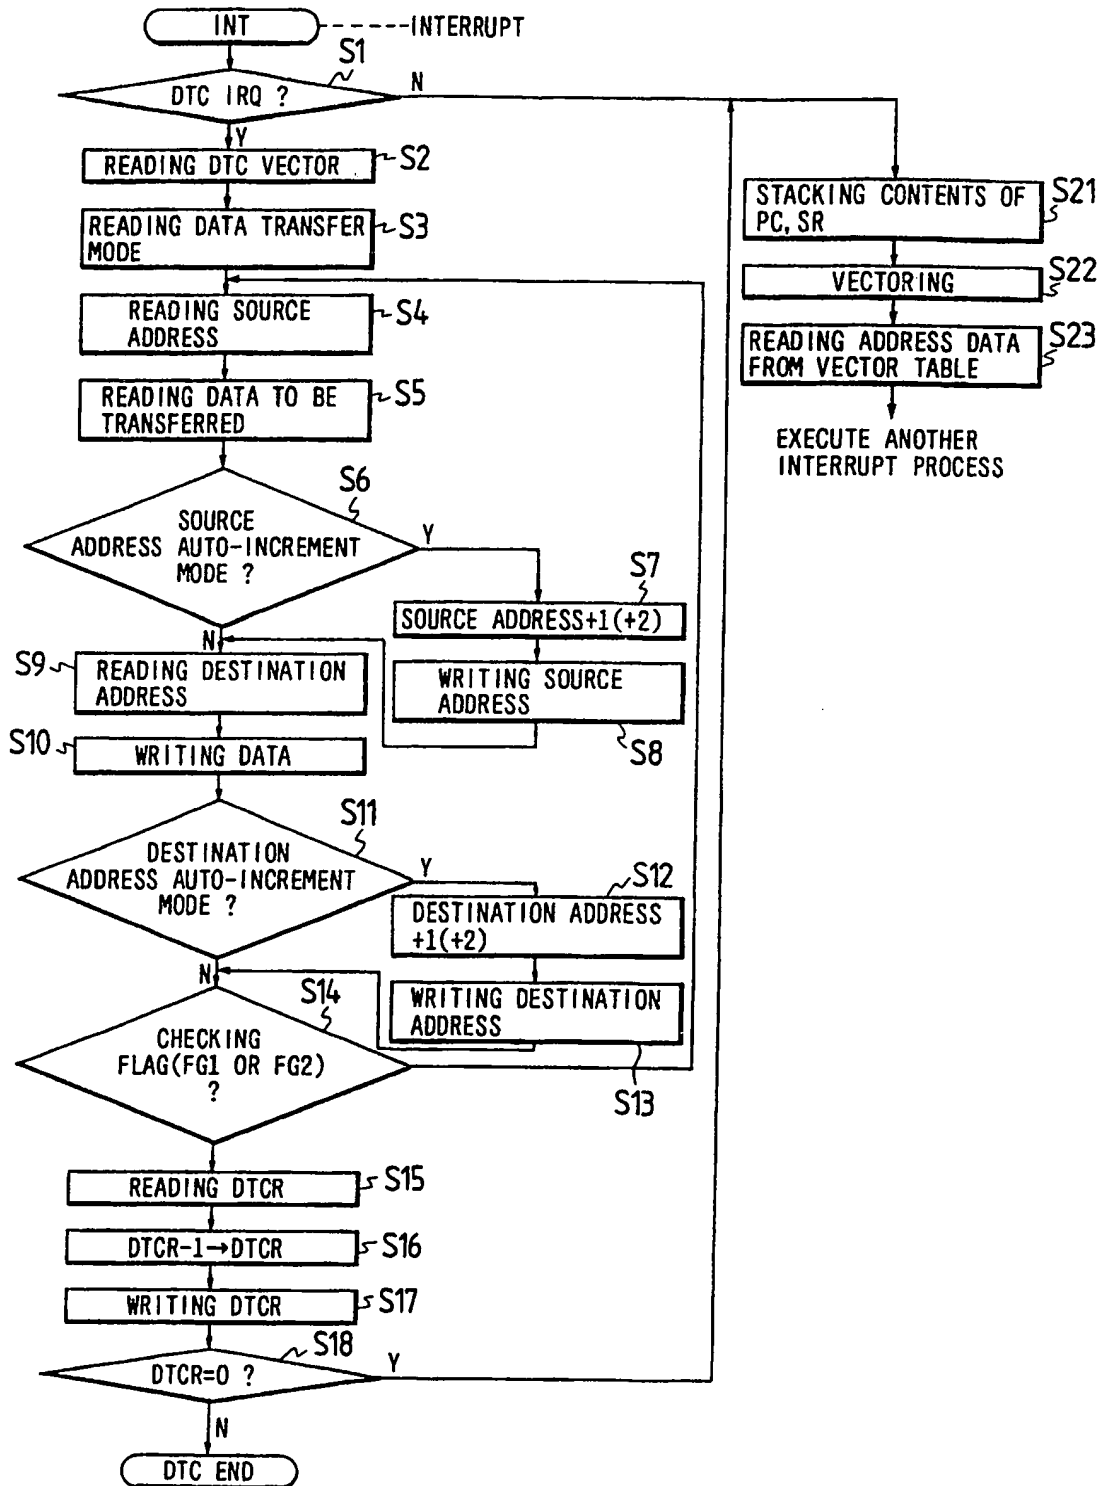 INT
INTERRUPT
S1
DTC IRQ ?
N
Y
READING DTC VECTOR
S2
READING DATA TRANSFER
MODE
S3
READING SOURCE
ADDRESS
S4
READING DATA TO BE
TRANSFERRED
S5
S6
SOURCE
ADDRESS AUTO-INCREMENT
MODE ?
Y
N
S7
SOURCE ADDRESS+1(+2)
WRITING SOURCE
ADDRESS
S8
S9
READING DESTINATION
ADDRESS
S10
WRITING DATA
S11
DESTINATION
ADDRESS AUTO-INCREMENT
MODE ?
Y
N
S12
DESTINATION ADDRESS
+1(+2)
WRITING DESTINATION
ADDRESS
S13
S14
CHECKING
FLAG(FG1 OR FG2)
?
READING DTCR
S15
DTCR-1→DTCR
S16
WRITING DTCR
S17
S18
DTCR=0 ?
Y
N
DTC END
STACKING CONTENTS OF
PC, SR
S21
VECTORING
S22
READING ADDRESS DATA
FROM VECTOR TABLE
S23
EXECUTE ANOTHER
INTERRUPT PROCESS